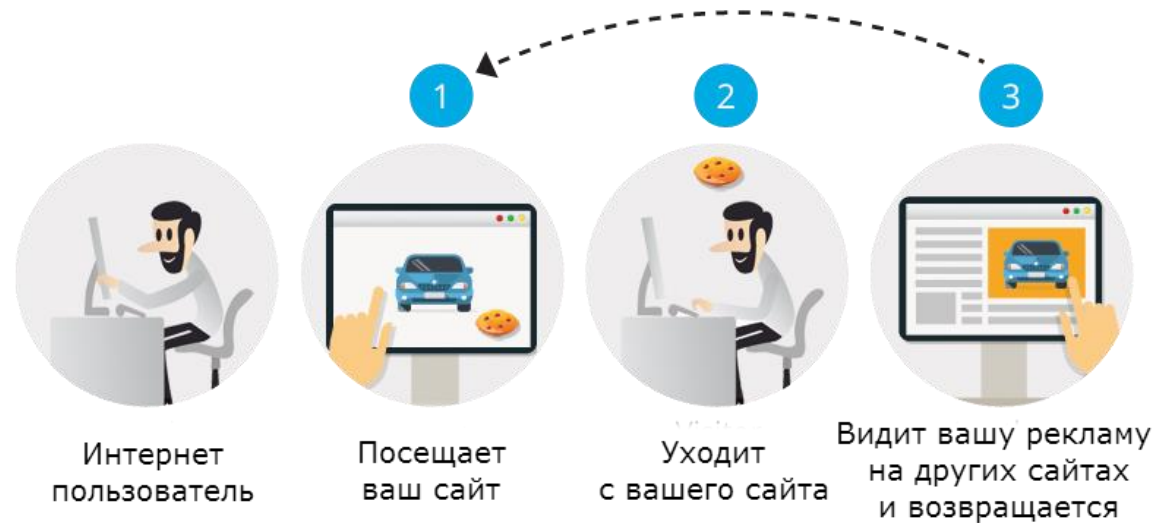 1
2
3
Интернет
пользователь
Посещает
ваш сайт
Уходит
с вашего сайта
Видит вашу рекламу
на других сайтах
и возвращается